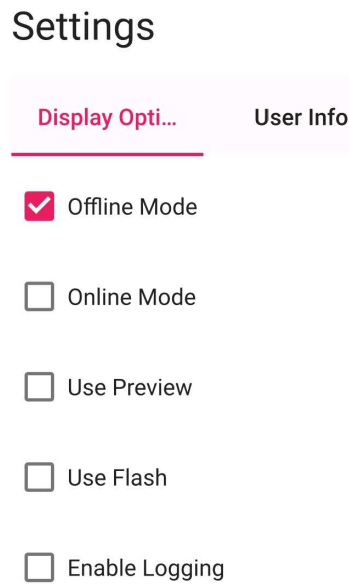 Settings
Display Opti...
User Info
Offline Mode
Online Mode
Use Preview
Use Flash
Enable Logging